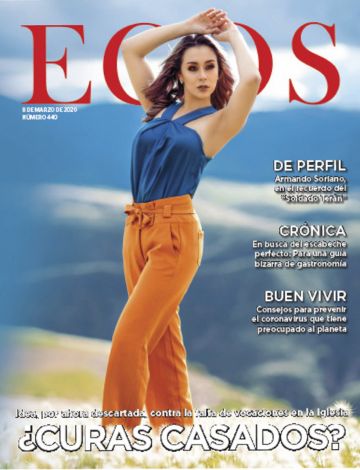 ECOS
8 DE MARZO DE 2020
NÚMERO 440
DE PERFIL
Armando Soriano,
en el recuerdo del
"Soldado Terán"
CRÓNICA
En busca del escabeche
perfecto: Para una guía
bizarra de gastronomía
BUEN VIVIR
Consejos para prevenir
el coronavirus que tiene
preocupado al planeta
Idea, por ahora descartada, contra la falta de vocaciones en la Iglesia
¿CURAS CASADOS?